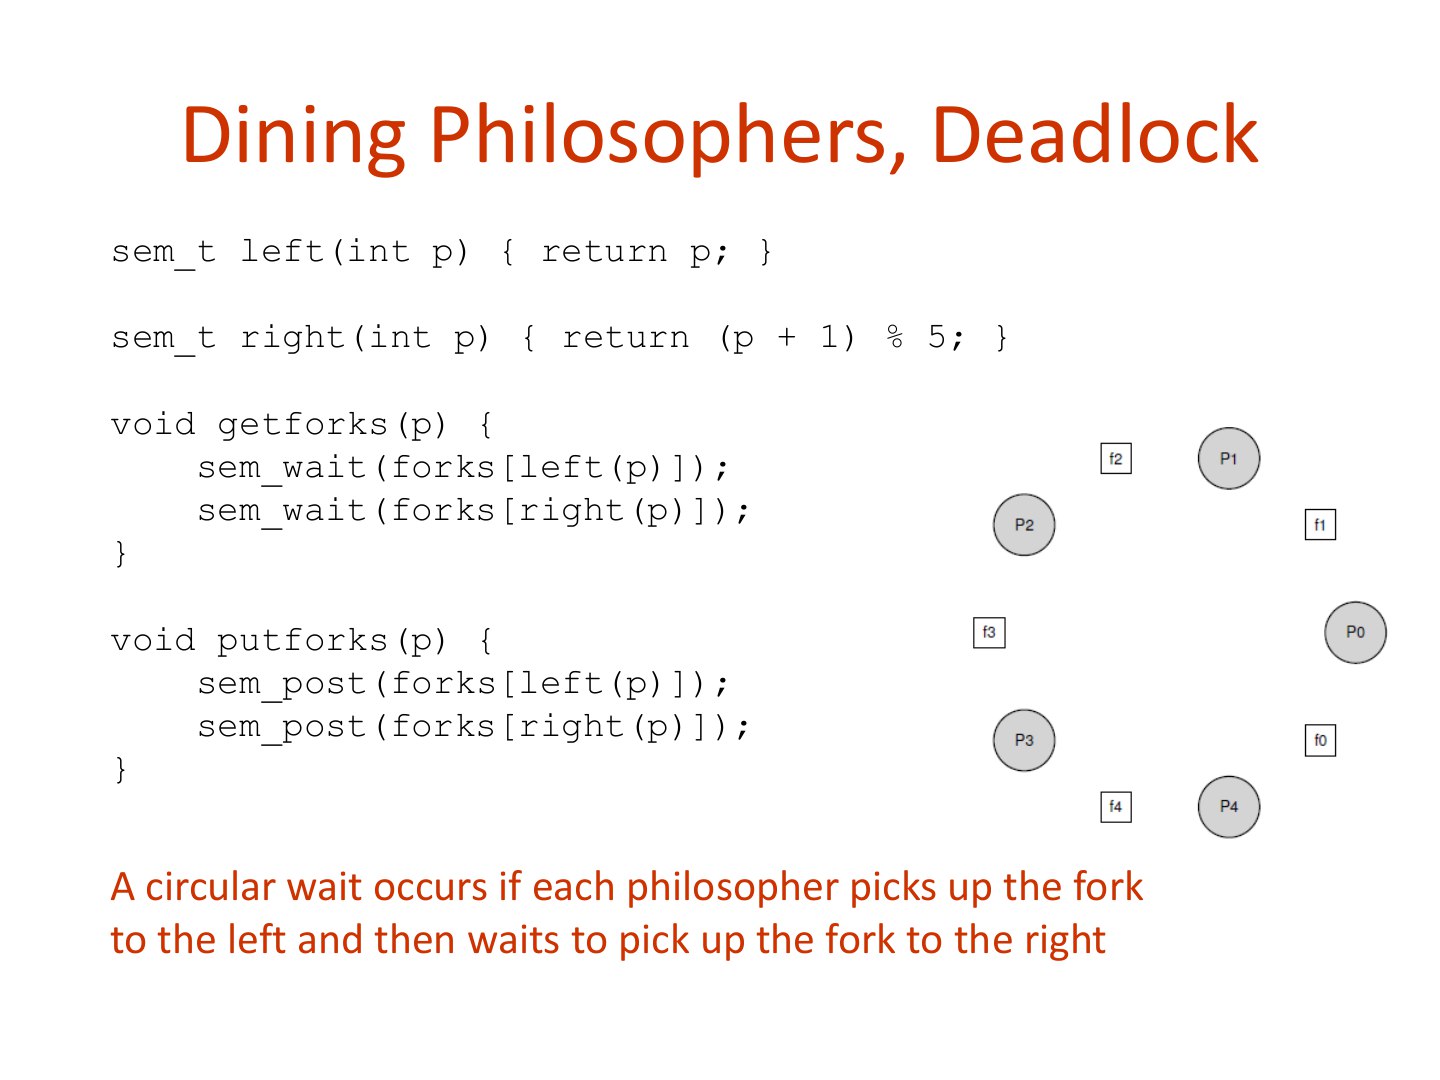 Dining Philosophers, Deadlock
sem_t left(int p) { return p; }
sem_t right(int p) { return (p + 1) % 5; }
void getforks(p) {
    sem_wait(forks[left(p)]);
    sem_wait(forks[right(p)]);
}
void putforks(p) {
    sem_post(forks[left(p)]);
    sem_post(forks[right(p)]);
}
f2
P1
P2
f1
f3
P0
P3
f0
f4
P4
A circular wait occurs if each philosopher picks up the fork
to the left and then waits to pick up the fork to the right